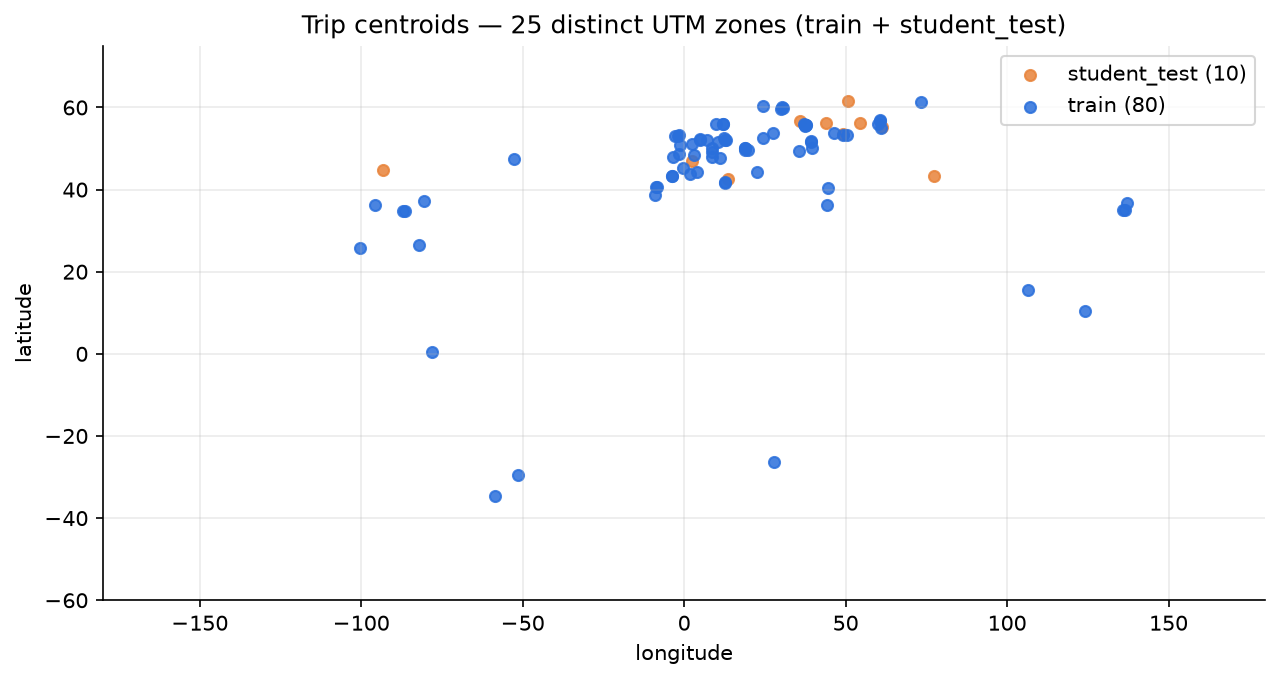 Trip centroids — 25 distinct UTM zones (train + student_test)
student_test (10)
train (80)
60
40
20
0
−20
−40
−60
latitude
−150
−100
−50
0
50
100
150
longitude